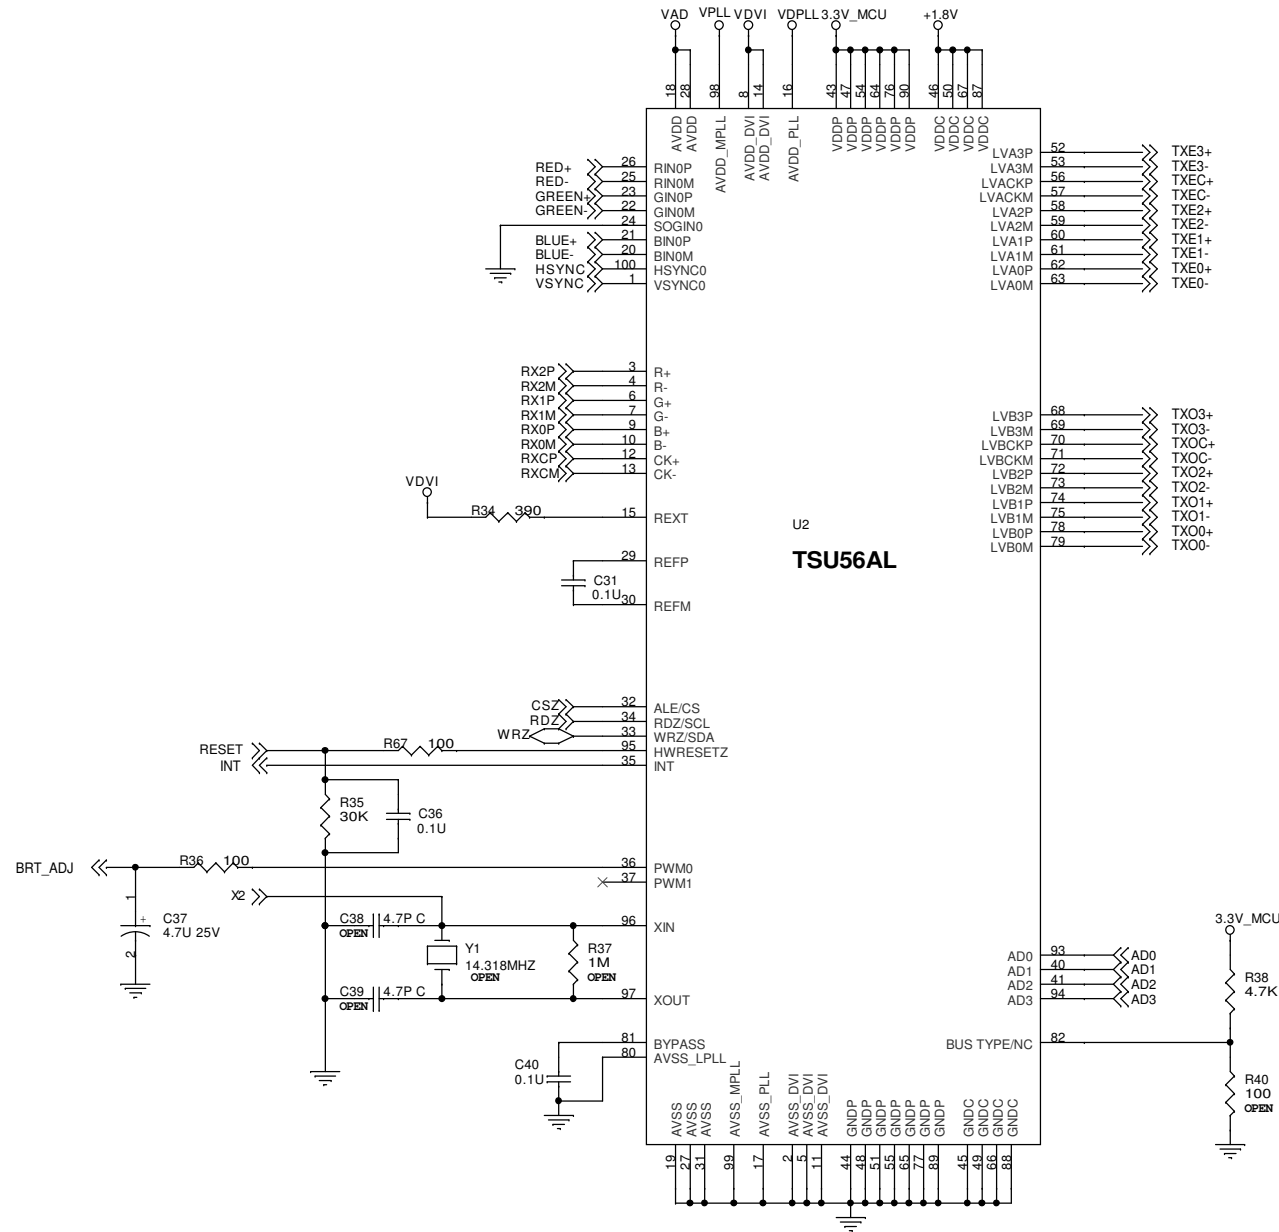 VAD VPLL VDVI VDPLL 3.3V_MCU +1.8V
18 28 98 8 14 16 43 47 54 64 76 90 46 50 67 87
AVDD AVDD AVDD_MPLL AVDD_DVI AVDD_DVI AVDD_PLL VDDP VDDP VDDP VDDP VDDP VDDP VDDC VDDC VDDC VDDC
RED+ 26 RIN0P
RED- 25 RIN0M
GREEN+ 23 GIN0P
GREEN- 22 GIN0M
24 SOGIN0
BLUE+ 21 BIN0P
BLUE- 20 BIN0M
HSYNC 100 HSYNC0
VSYNC 1 VSYNC0
LVA3P 52 TXE3+
LVA3M 53 TXE3-
LVACKP 56 TXEC+
LVACKM 57 TXEC-
LVA2P 58 TXE2+
LVA2M 59 TXE2-
LVA1P 60 TXE1+
LVA1M 61 TXE1-
LVA0P 62 TXE0+
LVA0M 63 TXE0-
RX2P 3 R+
RX2M 4 R-
RX1P 6 G+
RX1M 7 G-
RX0P 9 B+
RX0M 10 B-
RXCP 12 CK+
RXCM 13 CK-
LVB3P 68 TXO3+
LVB3M 69 TXO3-
LVBCKP 70 TXOC+
LVBCKM 71 TXOC-
LVB2P 72 TXO2+
LVB2M 73 TXO2-
LVB1P 74 TXO1+
LVB1M 75 TXO1-
LVB0P 78 TXO0+
LVB0M 79 TXO0-
VDVI
R34 390 15 REXT
U2
TSU56AL
29 REFP
C31
0.1U
30 REFM
CSZ 32 ALE/CS
RDZ 34 RDZ/SCL
WRZ 33 WRZ/SDA
RESET R67 100 95 HWRESETZ
INT 35 INT
R35
30K
C36
0.1U
BRT_ADJ R36 100 36 PWM0
37 PWM1
X2
1
+
C37
4.7U 25V
2
C38 4.7P C 96 XIN
OPEN
Y1
14.318MHZ
OPEN
R37
1M
OPEN
C39 4.7P C 97 XOUT
OPEN
3.3V_MCU
AD0 93 AD0
AD1 40 AD1
AD2 41 AD2
AD3 94 AD3
R38
4.7K
81 BYPASS
80 AVSS_LPLL
BUS TYPE/NC 82
C40
0.1U
R40
100
OPEN
AVSS AVSS AVSS AVSS_MPLL AVSS_PLL AVSS_DVI AVSS_DVI AVSS_DVI GNDP GNDP GNDP GNDP GNDP GNDP GNDP GNDC GNDC GNDC GNDC
19 27 31 99 17 2 5 11 44 48 51 55 65 77 89 45 49 66 88